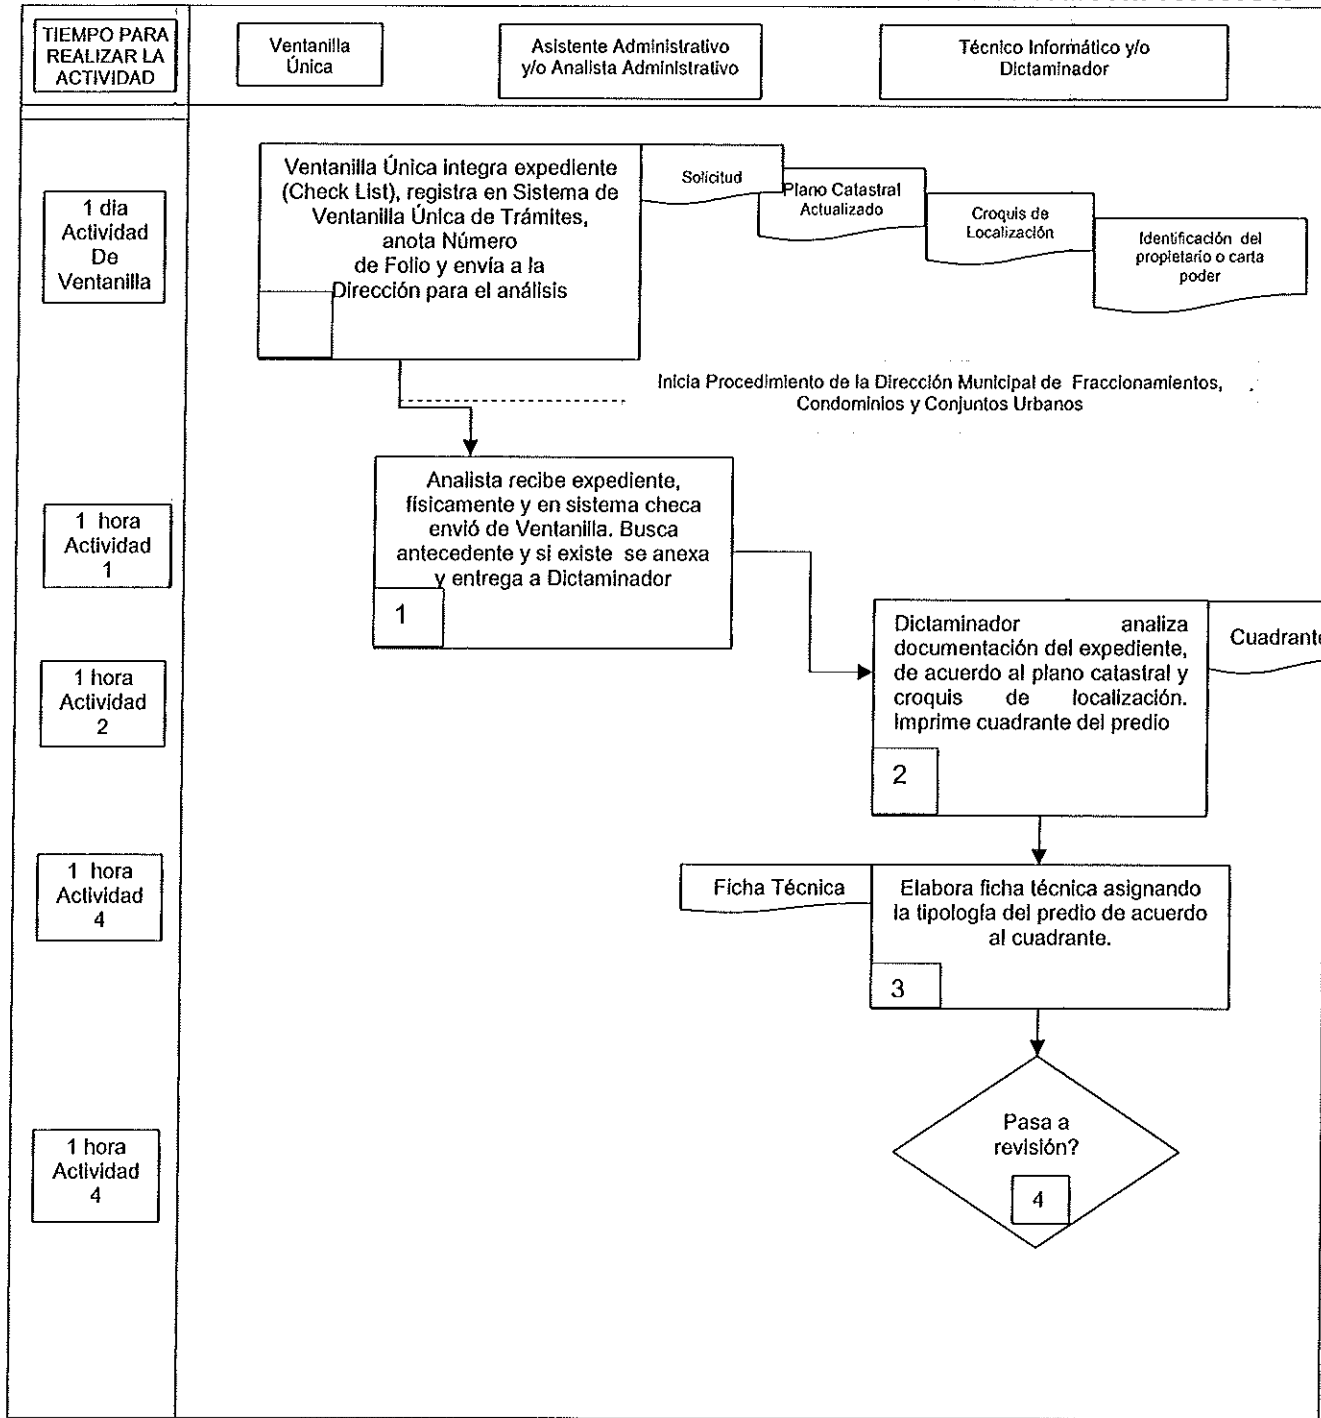 TIEMPO PARA
REALIZAR LA
ACTIVIDAD
Ventanilla
Única
Asistente Administrativo
y/o Analista Administrativo
Técnico Informático y/o
Dictaminador
1 dia
Actividad
De
Ventanilla
Ventanilla Única integra expediente
(Check List), registra en Sistema de
Ventanilla Única de Trámites,
anota Número
de Folio y envía a la
Dirección para el análisis
Solicitud
Plano Catastral
Actualizado
Croquis de
Localización
Identificación del
propietario o carta
poder
Inicia Procedimiento de la Dirección Municipal de Fraccionamientos,
Condominios y Conjuntos Urbanos
1 hora
Actividad
1
Analista recibe expediente,
físicamente y en sistema checa
envió de Ventanilla. Busca
antecedente y si existe se anexa
y entrega a Dictaminador
1
1 hora
Actividad
2
Dictaminador analiza
documentación del expediente,
de acuerdo al plano catastral y
croquis de localización.
Imprime cuadrante del predio
2
Cuadrante
1 hora
Actividad
4
Ficha Técnica
Elabora ficha técnica asignando
la tipología del predio de acuerdo
al cuadrante.
3
1 hora
Actividad
4
Pasa a
revisión?
4